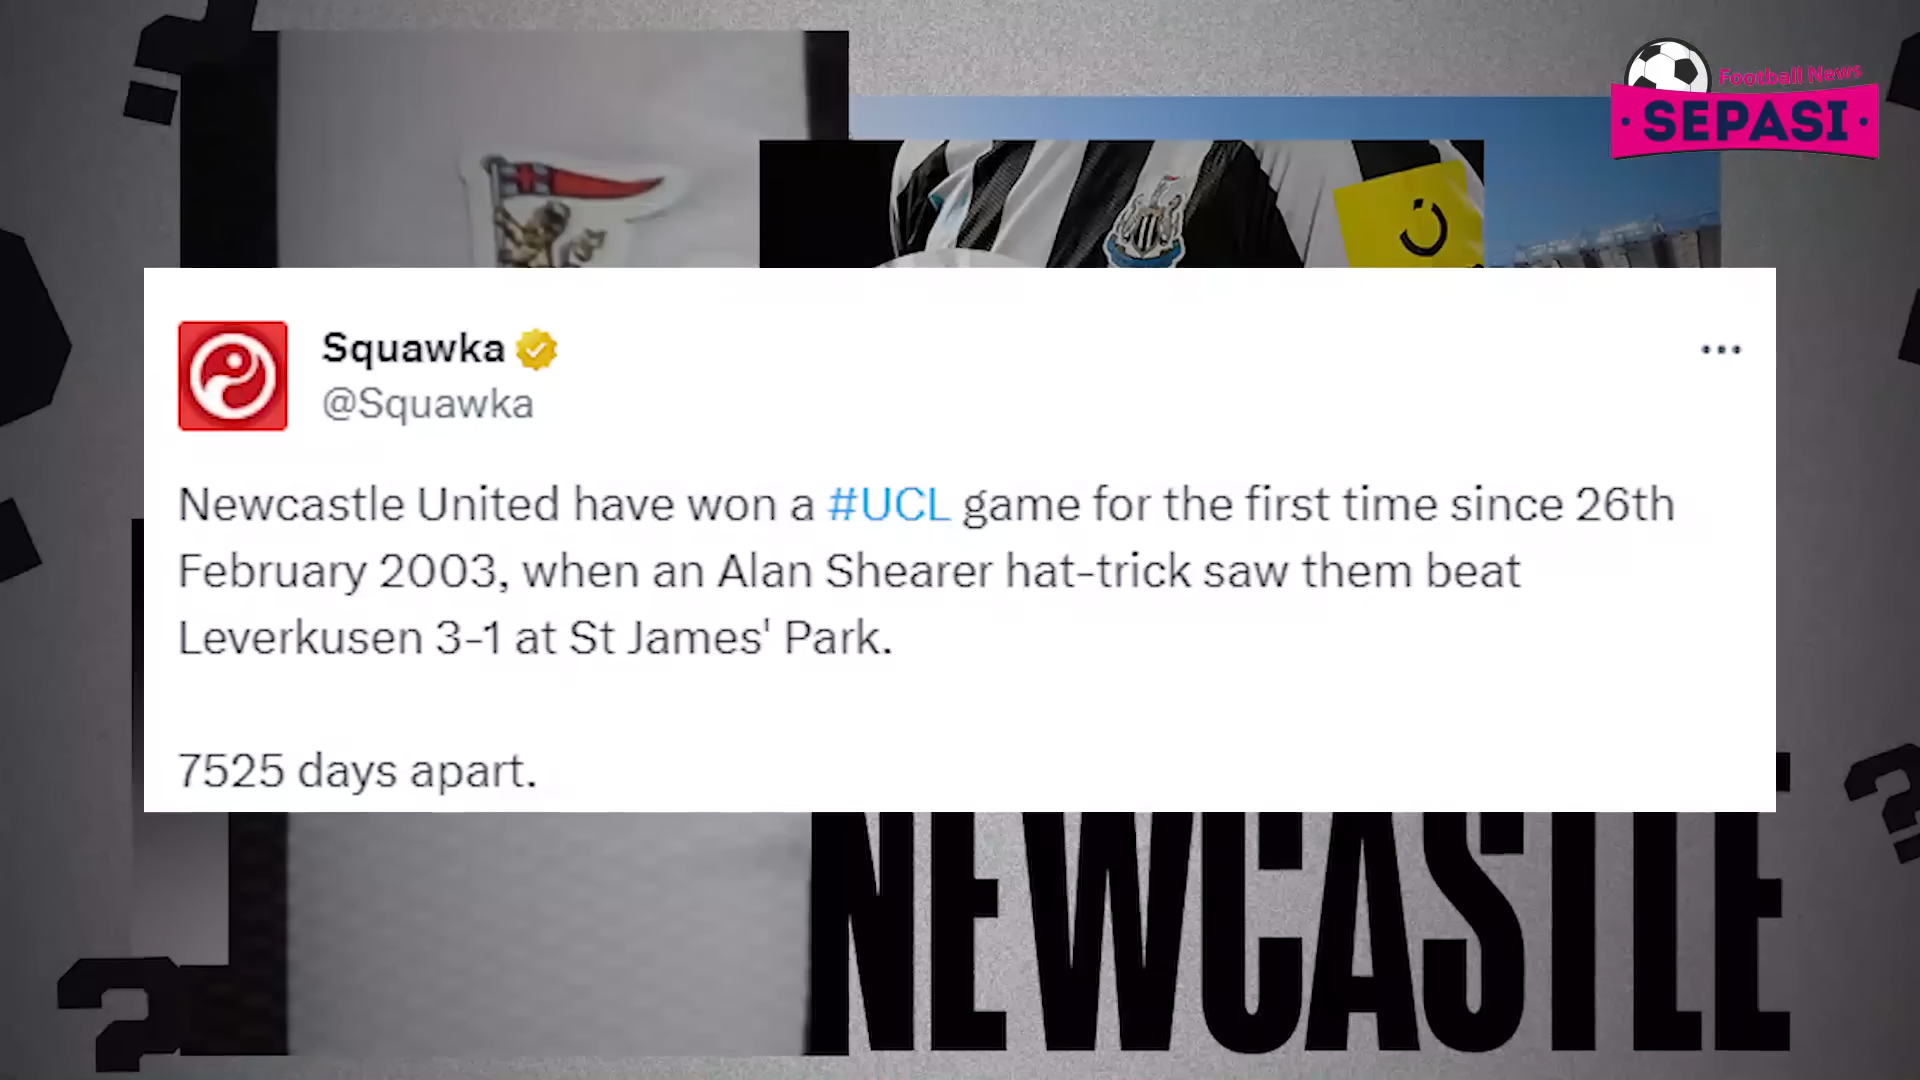 Football News
· SEPASI ·
Squawka
@Squawka
Newcastle United have won a #UCL game for the first time since 26th
February 2003, when an Alan Shearer hat-trick saw them beat
Leverkusen 3-1 at St James' Park.
7525 days apart.
NEWCASTLE